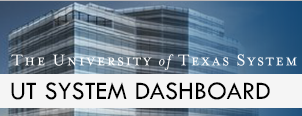 THE UNIVERSITY of TEXAS SYSTEM
UT SYSTEM DASHBOARD